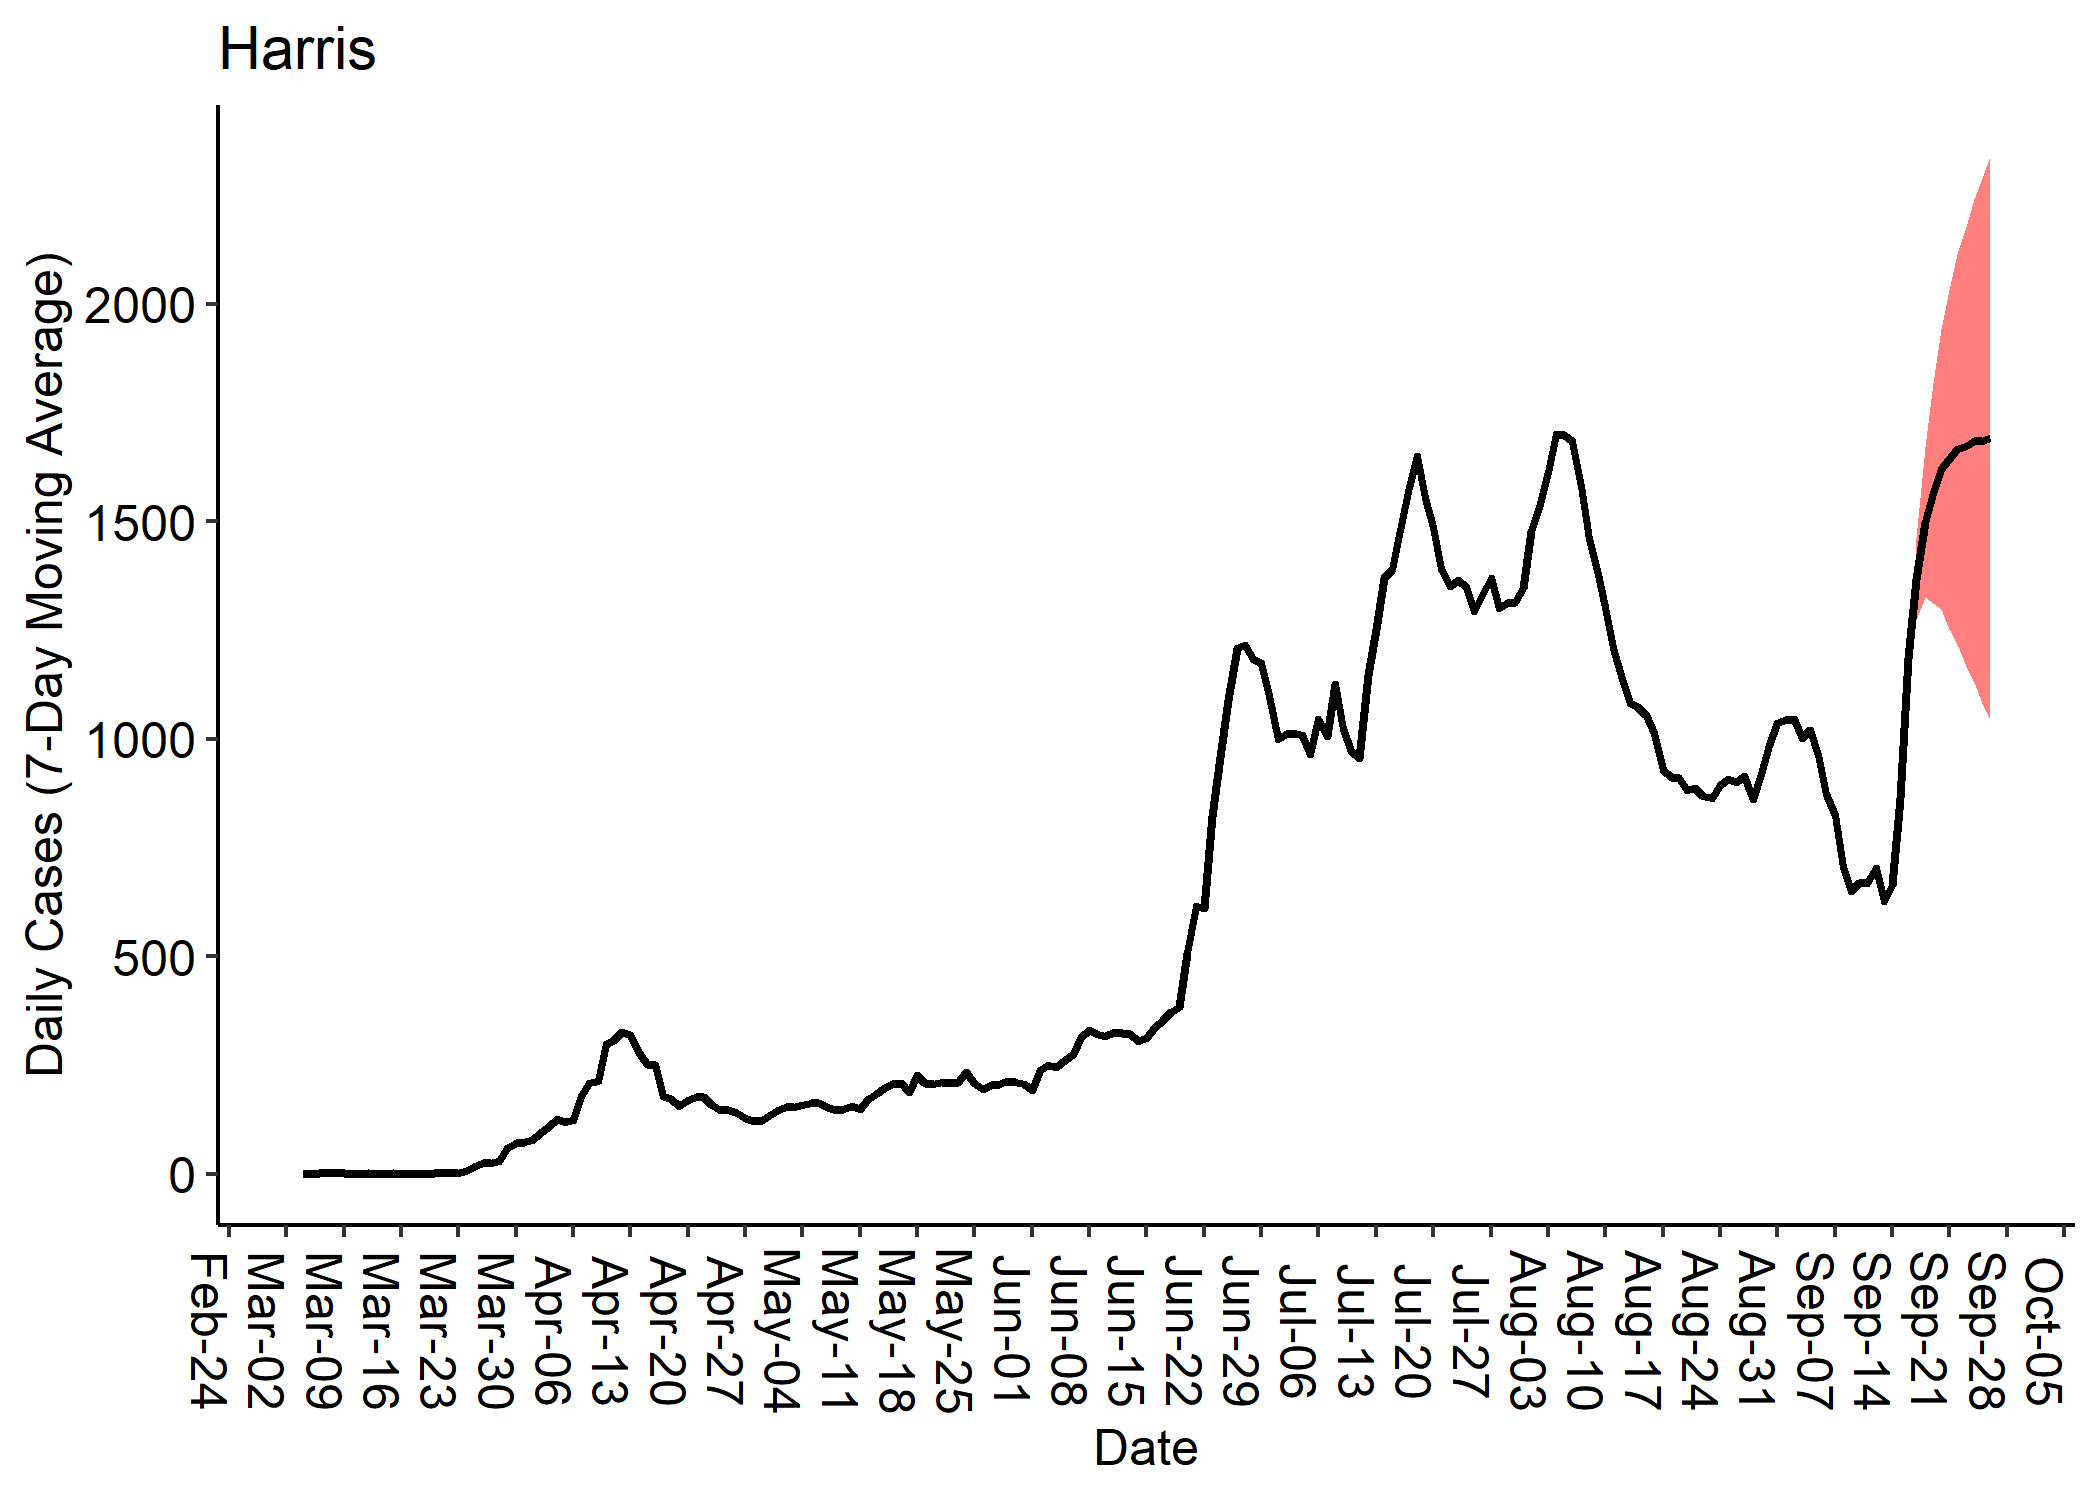 Harris
Daily Cases (7-Day Moving Average)
2000
1500
1000
500
0
Feb-24
Mar-02
Mar-09
Mar-16
Mar-23
Mar-30
Apr-06
Apr-13
Apr-20
Apr-27
May-04
May-11
May-18
May-25
Jun-01
Jun-08
Jun-15
Jun-22
Jun-29
Jul-06
Jul-13
Jul-20
Jul-27
Aug-03
Aug-10
Aug-17
Aug-24
Aug-31
Sep-07
Sep-14
Sep-21
Sep-28
Oct-05
Date